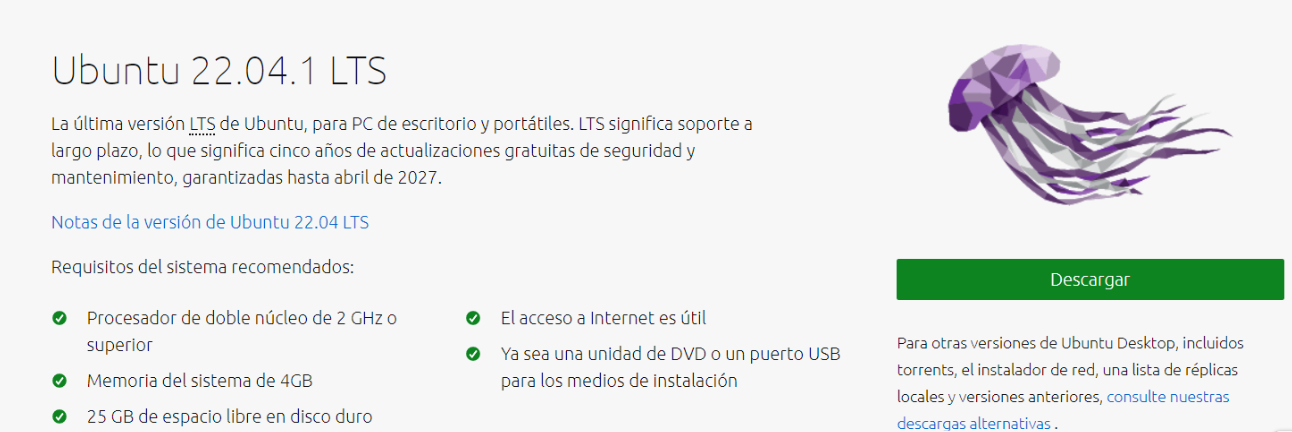 Ubuntu 22.04.1 LTS
La última versión LTS de Ubuntu, para PC de escritorio y portátiles. LTS significa soporte a
largo plazo, lo que significa cinco años de actualizaciones gratuitas de seguridad y
mantenimiento, garantizadas hasta abril de 2027.
Notas de la versión de Ubuntu 22.04 LTS
Requisitos del sistema recomendados:
Procesador de doble núcleo de 2 GHz o
superior
Memoria del sistema de 4GB
25 GB de espacio libre en disco duro
El acceso a Internet es útil
Ya sea una unidad de DVD o un puerto USB
para los medios de instalación
Descargar
Para otras versiones de Ubuntu Desktop, incluidos
torrents, el instalador de red, una lista de réplicas
locales y versiones anteriores, consulte nuestras
descargas alternativas .